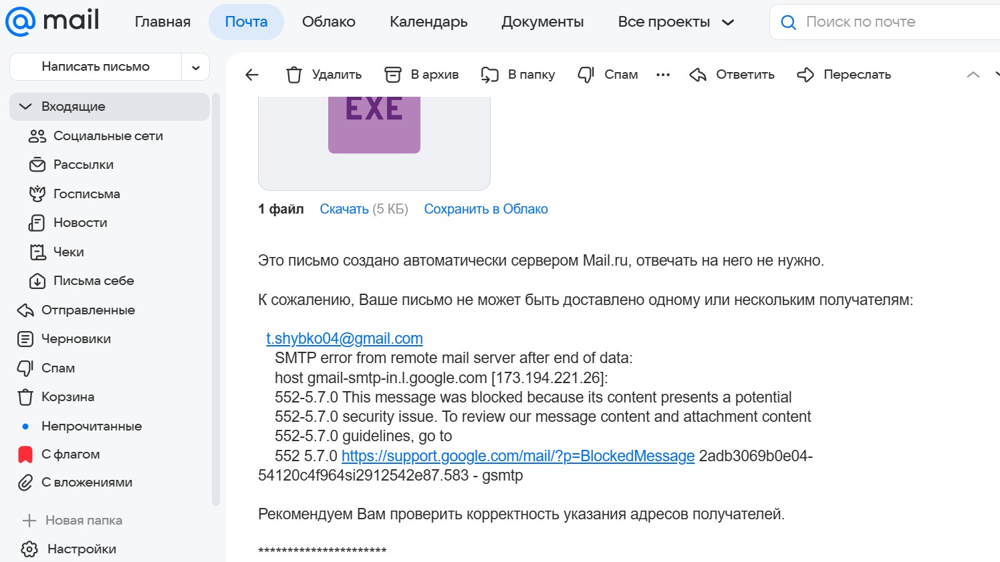 mail
Главная
Почта
Облако
Календарь
Документы
Все проекты
Поиск по почте
Написать письмо
Удалить
В архив
В папку
Спам
Ответить
Переслать
Входящие
Социальные сети
Рассылки
Госписьма
Новости
Чеки
Письма себе
Отправленные
Черновики
Спам
Корзина
Непрочитанные
С флагом
С вложениями
Новая папка
Настройки
EXE
1 файл Скачать (5 КБ) Сохранить в Облако
Это письмо создано автоматически сервером Mail.ru, отвечать на него не нужно.
К сожалению, Ваше письмо не может быть доставлено одному или нескольким получателям:
t.shybko04@gmail.com
SMTP error from remote mail server after end of data:
host gmail-smtp-in.l.google.com [173.194.221.26]:
552-5.7.0 This message was blocked because its content presents a potential
552-5.7.0 security issue. To review our message content and attachment content
552-5.7.0 guidelines, go to
552 5.7.0 https://support.google.com/mail/?p=BlockedMessage 2adb3069b0e04-
54120c4f964si2912542e87.583 - gsmtp
Рекомендуем Вам проверить корректность указания адресов получателей.
**********************